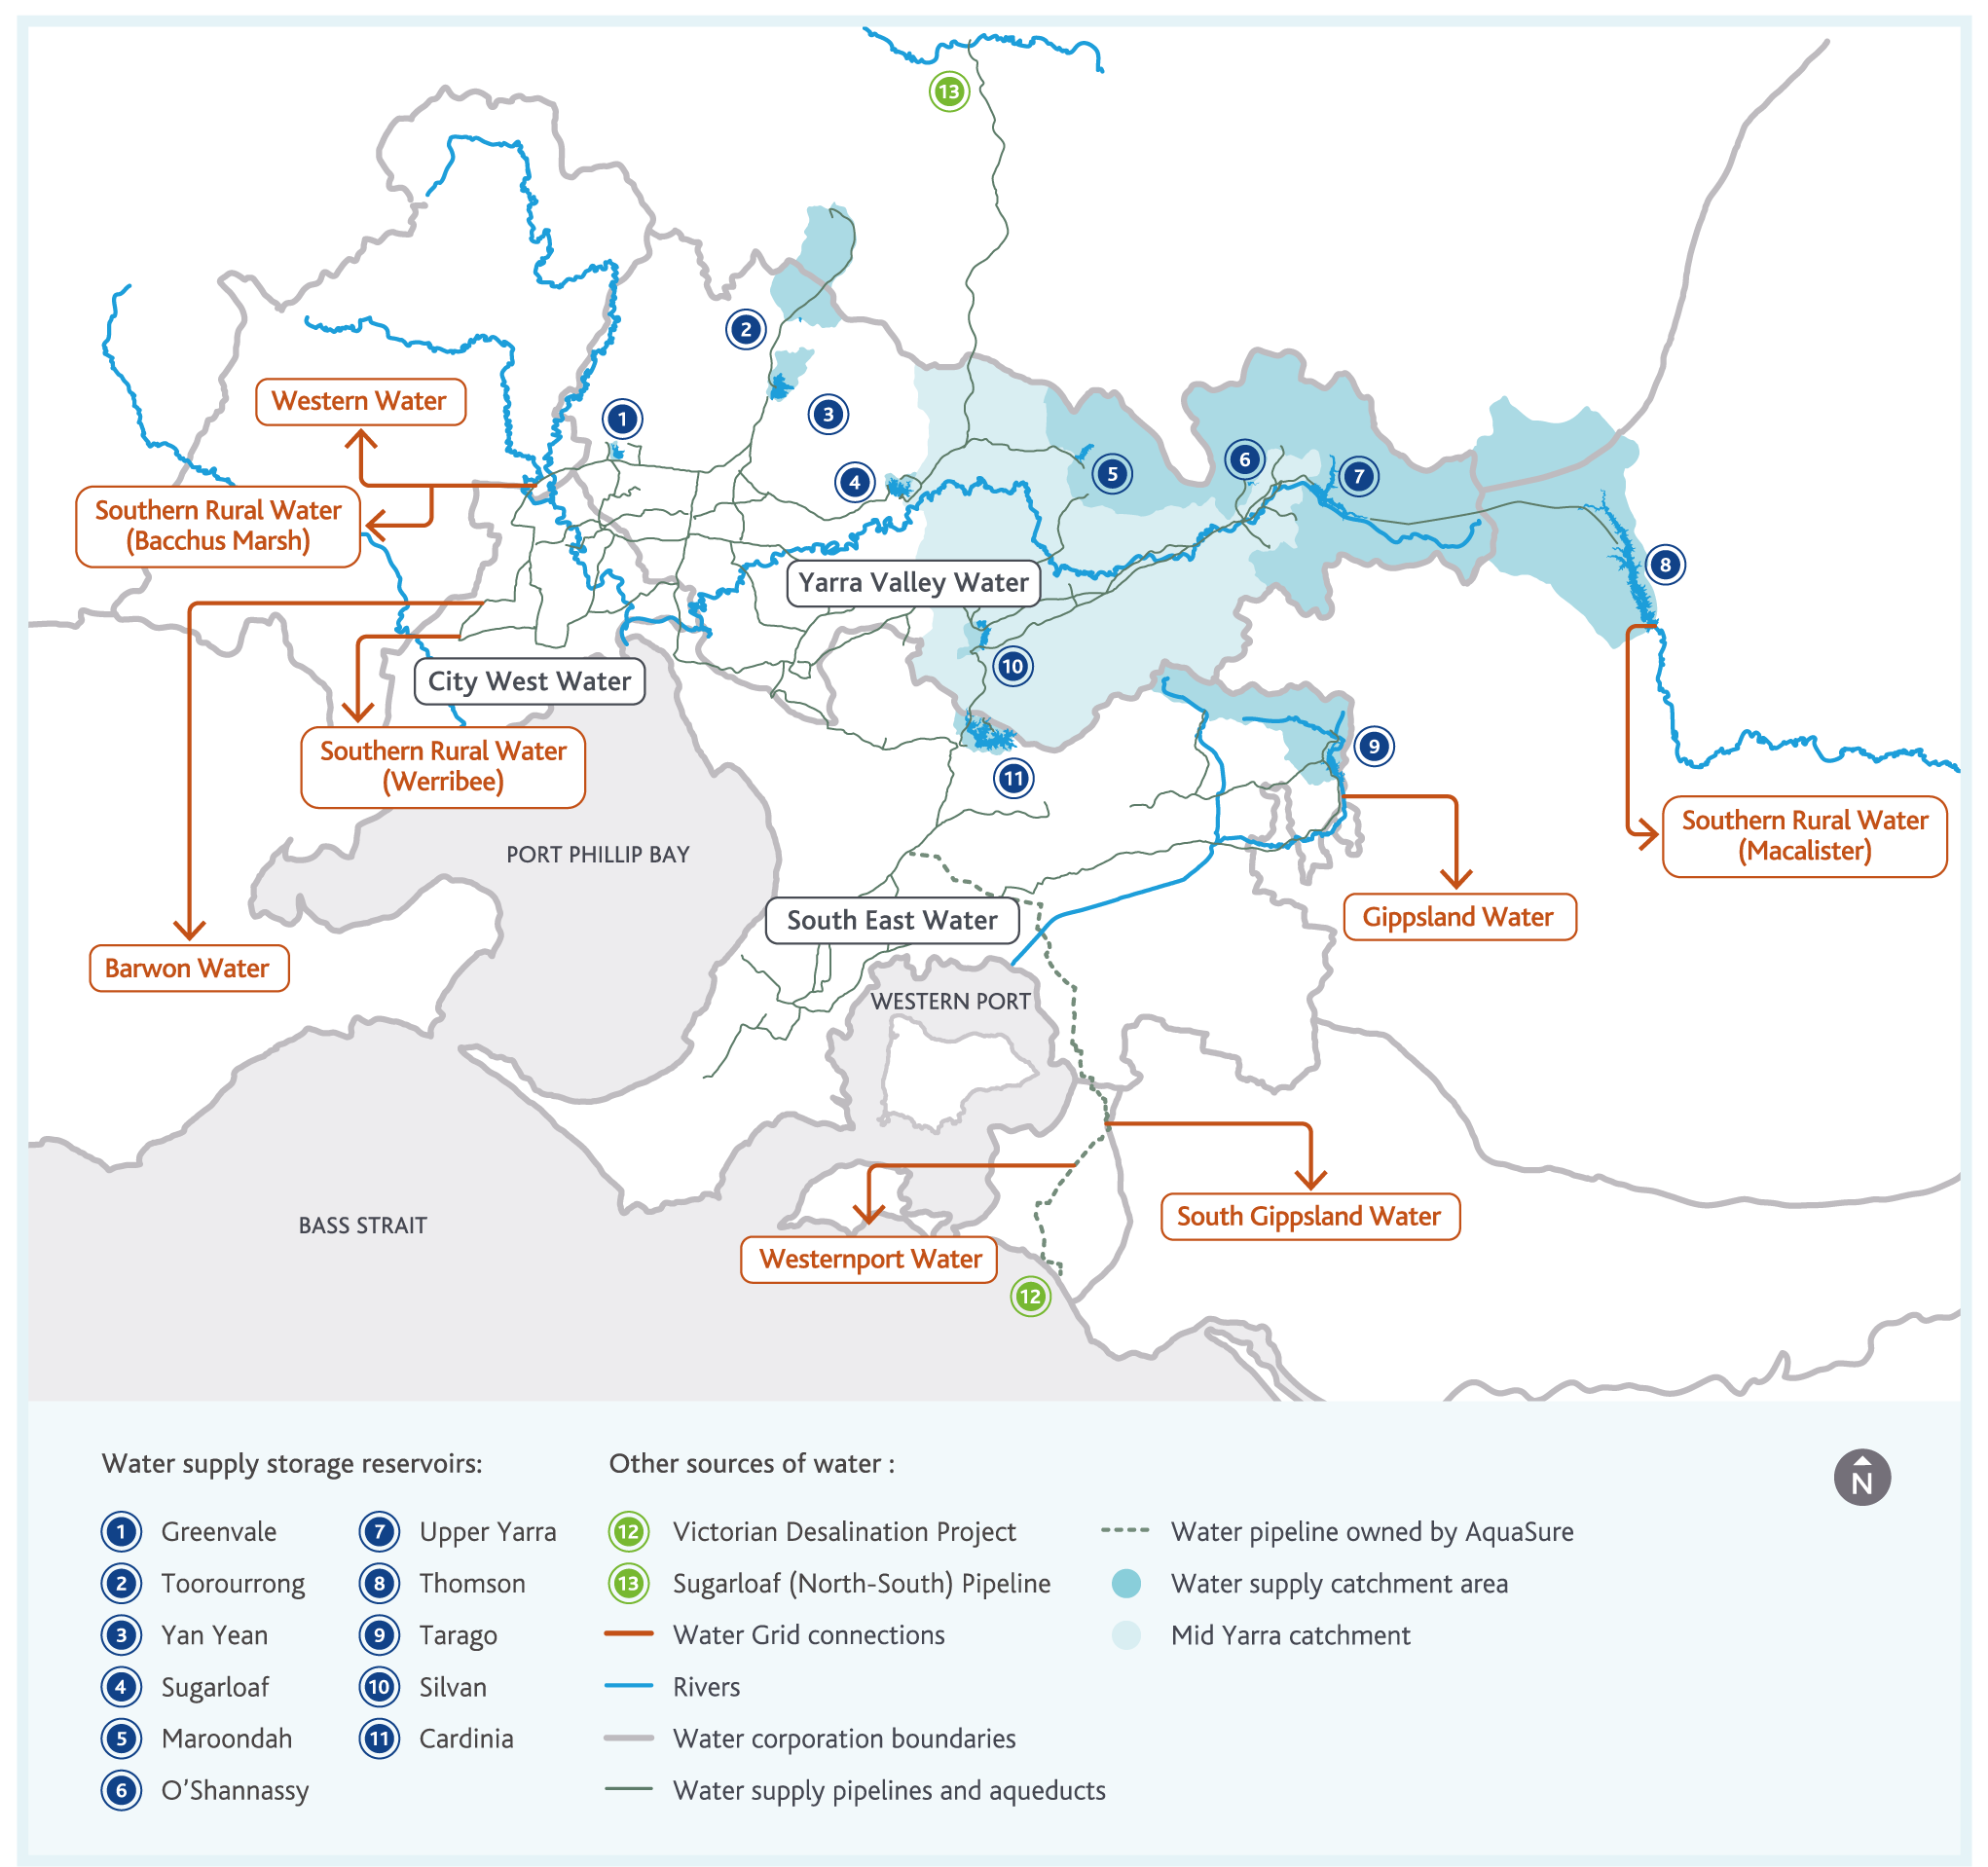 13
2
Western Water
1
3
Southern Rural Water
(Bacchus Marsh)
4
5
6
7
8
Yarra Valley Water
10
City West Water
Southern Rural Water
(Werribee)
9
11
Southern Rural Water
(Macalister)
PORT PHILLIP BAY
South East Water
Gippsland Water
Barwon Water
WESTERN PORT
South Gippsland Water
BASS STRAIT
Westernport Water
12
Water supply storage reservoirs:
1 Greenvale
2 Toorourrong
3 Yan Yean
4 Sugarloaf
5 Maroondah
6 O’Shannassy
7 Upper Yarra
8 Thomson
9 Tarago
10 Silvan
11 Cardinia
Other sources of water :
12 Victorian Desalination Project
13 Sugarloaf (North-South) Pipeline
Water Grid connections
Rivers
Water corporation boundaries
Water supply pipelines and aqueducts
Water pipeline owned by AquaSure
Water supply catchment area
Mid Yarra catchment
N